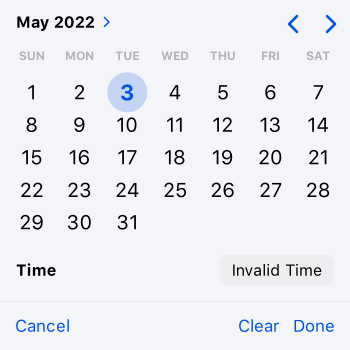 May 2022
SUN MON TUE WED THU FRI SAT
1 2 3 4 5 6 7
8 9 10 11 12 13 14
15 16 17 18 19 20 21
22 23 24 25 26 27 28
29 30 31
Time Invalid Time
Cancel Clear Done